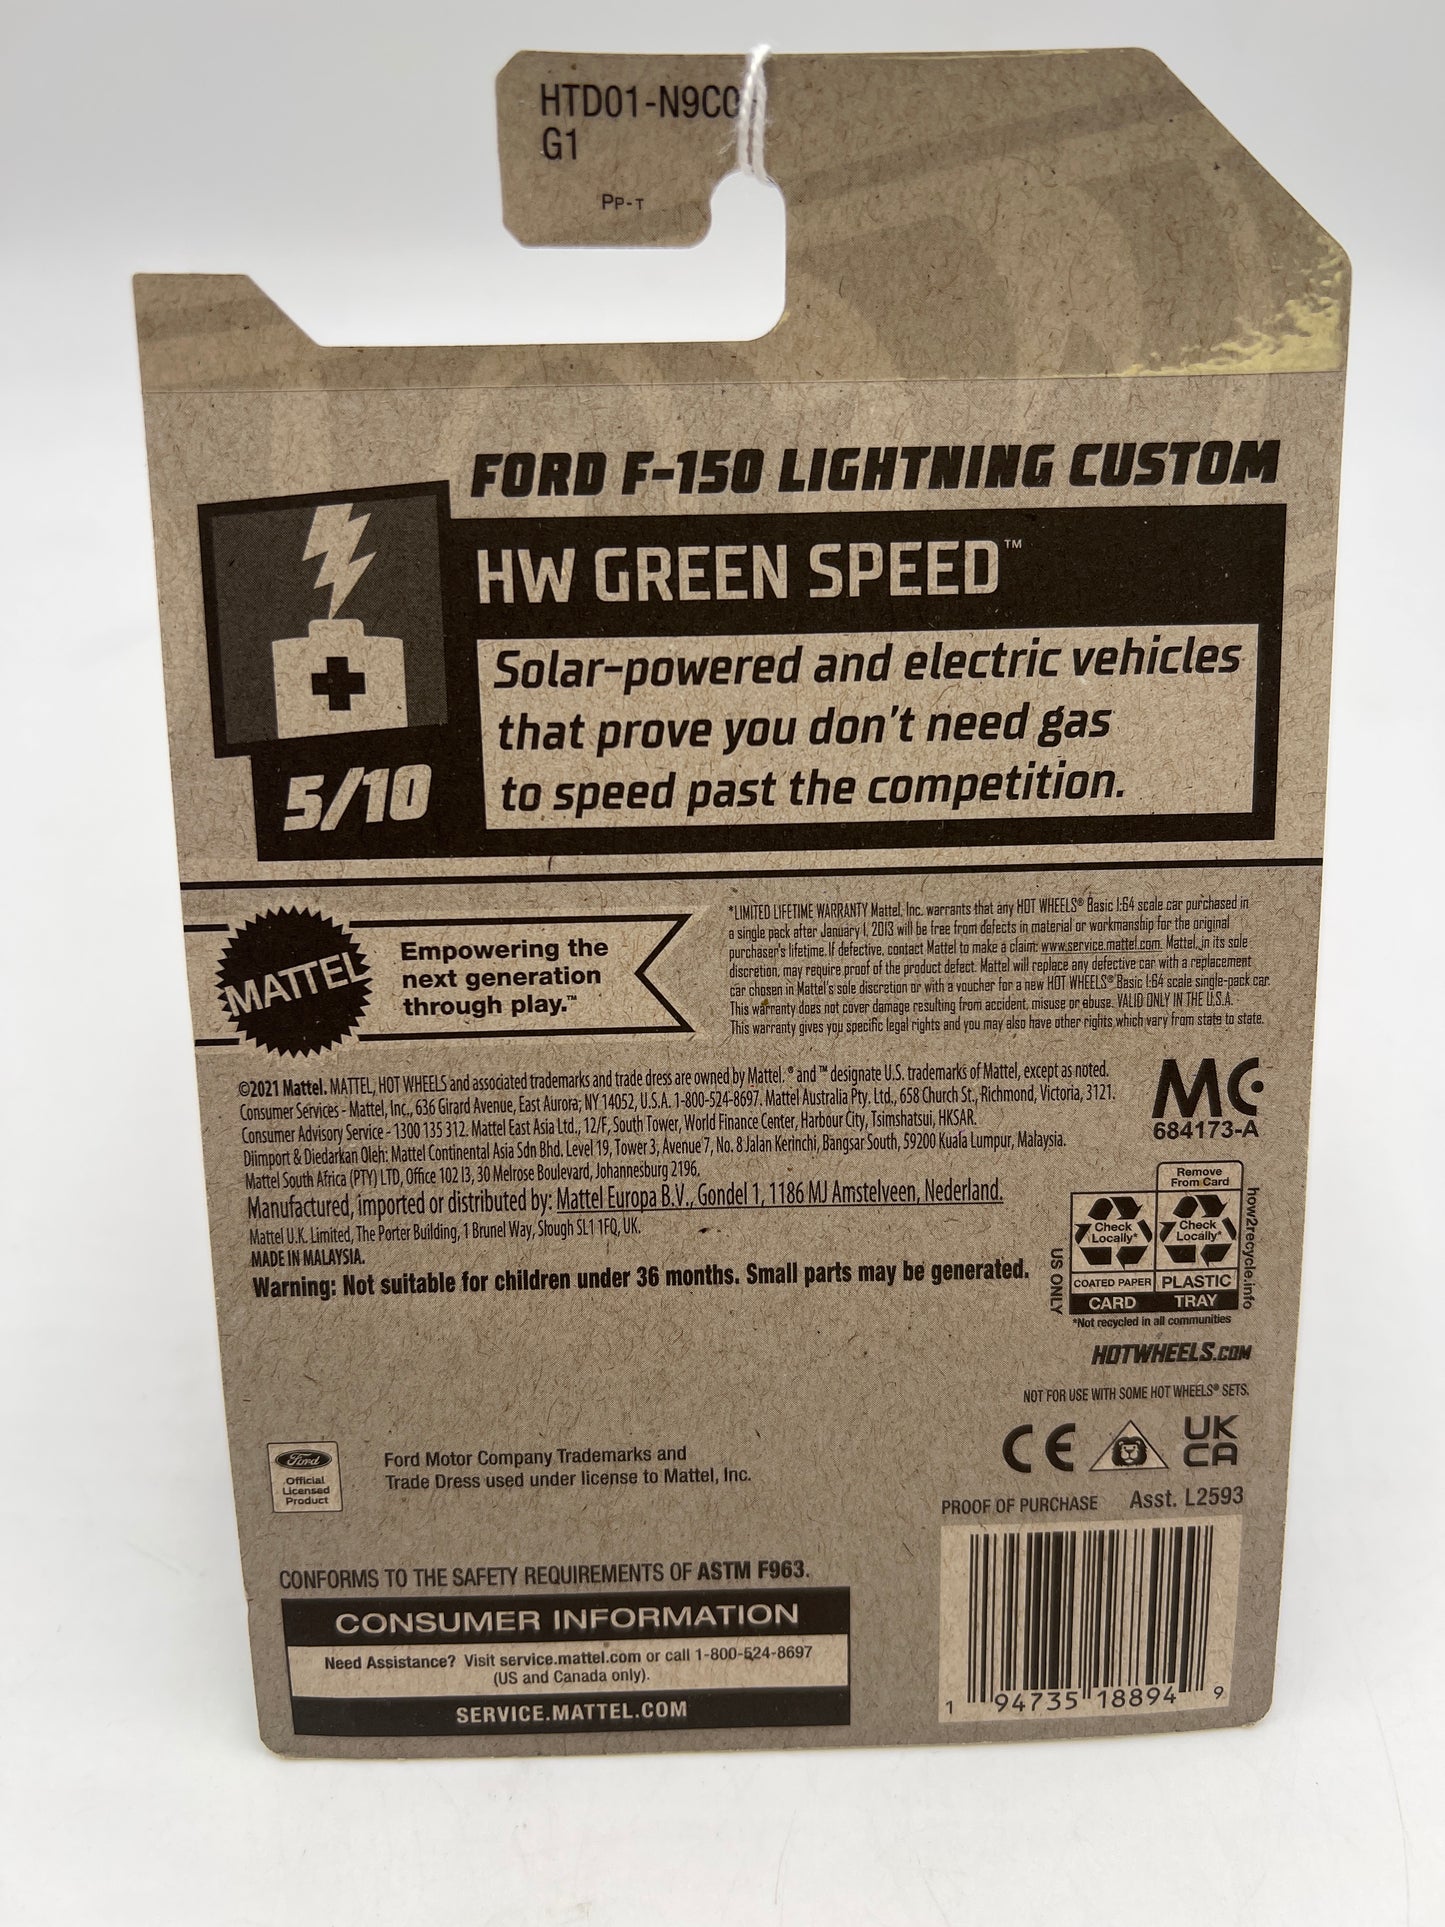 HTD01-N9C0
G1
PP-T
FORD F-150 LIGHTNING CUSTOM
HW GREEN SPEED™
Solar-powered and electric vehicles
that prove you don't need gas
to speed past the competition.
5/10
MATTEL
Empowering the
next generation
through play.™
*LIMITED LIFETIME WARRANTY Mattel, Inc. warrants that any HOT WHEELS® Basic 1:64 scale car purchased in
a single pack after January 1, 2013 will be free from defects in material or workmanship for the original
purchaser's lifetime. If defective, contact Mattel to make a claim: www.service.mattel.com. Mattel, in its sole
discretion, may require proof of the product defect. Mattel will replace any defective car with a replacement
car chosen in Mattel's sole discretion or with a voucher for a new HOT WHEELS® Basic 1:64 scale single-pack car.
This warranty does not cover damage resulting from accident, misuse or abuse. VALID ONLY IN THE U.S.A.
This warranty gives you specific legal rights and you may also have other rights which vary from state to state.
©2021 Mattel. MATTEL, HOT WHEELS and associated trademarks and trade dress are owned by Mattel. ® and ™ designate U.S. trademarks of Mattel, except as noted.
Consumer Services - Mattel, Inc., 636 Girard Avenue, East Aurora, NY 14052, U.S.A. 1-800-524-8697. Mattel Australia Pty. Ltd., 658 Church St., Richmond, Victoria, 3121.
Consumer Advisory Service - 1300 135 312. Mattel East Asia Ltd., 12/F, South Tower, World Finance Center, Harbour City, Tsimshatsui, HKSAR.
Diimport & Diedarkan Oleh: Mattel Continental Asia Sdn Bhd. Level 19, Tower 3, Avenue 7, No. 8 Jalan Kerinchi, Bangsar South, 59200 Kuala Lumpur, Malaysia.
Mattel South Africa (PTY) LTD, Office 102 I3, 30 Melrose Boulevard, Johannesburg 2196.
Manufactured, imported or distributed by: Mattel Europa B.V., Gondel 1, 1186 MJ Amstelveen, Nederland.
Mattel U.K. Limited, The Porter Building, 1 Brunel Way, Slough SL1 1FQ, UK.
MADE IN MALAYSIA.
Warning: Not suitable for children under 36 months. Small parts may be generated.
MC
684173-A
Remove
From Card
Check
Locally*
Check
Locally*
COATED PAPER
PLASTIC
CARD
TRAY
US ONLY
how2recycle.info
*Not recycled in all communities
HOTWHEELS.COM
NOT FOR USE WITH SOME HOT WHEELS® SETS.
CE
UK
CA
Ford
Official
Licensed
Product
Ford Motor Company Trademarks and
Trade Dress used under license to Mattel, Inc.
PROOF OF PURCHASE Asst. L2593
CONFORMS TO THE SAFETY REQUIREMENTS OF ASTM F963.
CONSUMER INFORMATION
Need Assistance? Visit service.mattel.com or call 1-800-524-8697
(US and Canada only).
SERVICE.MATTEL.COM
1 94735 18894 9